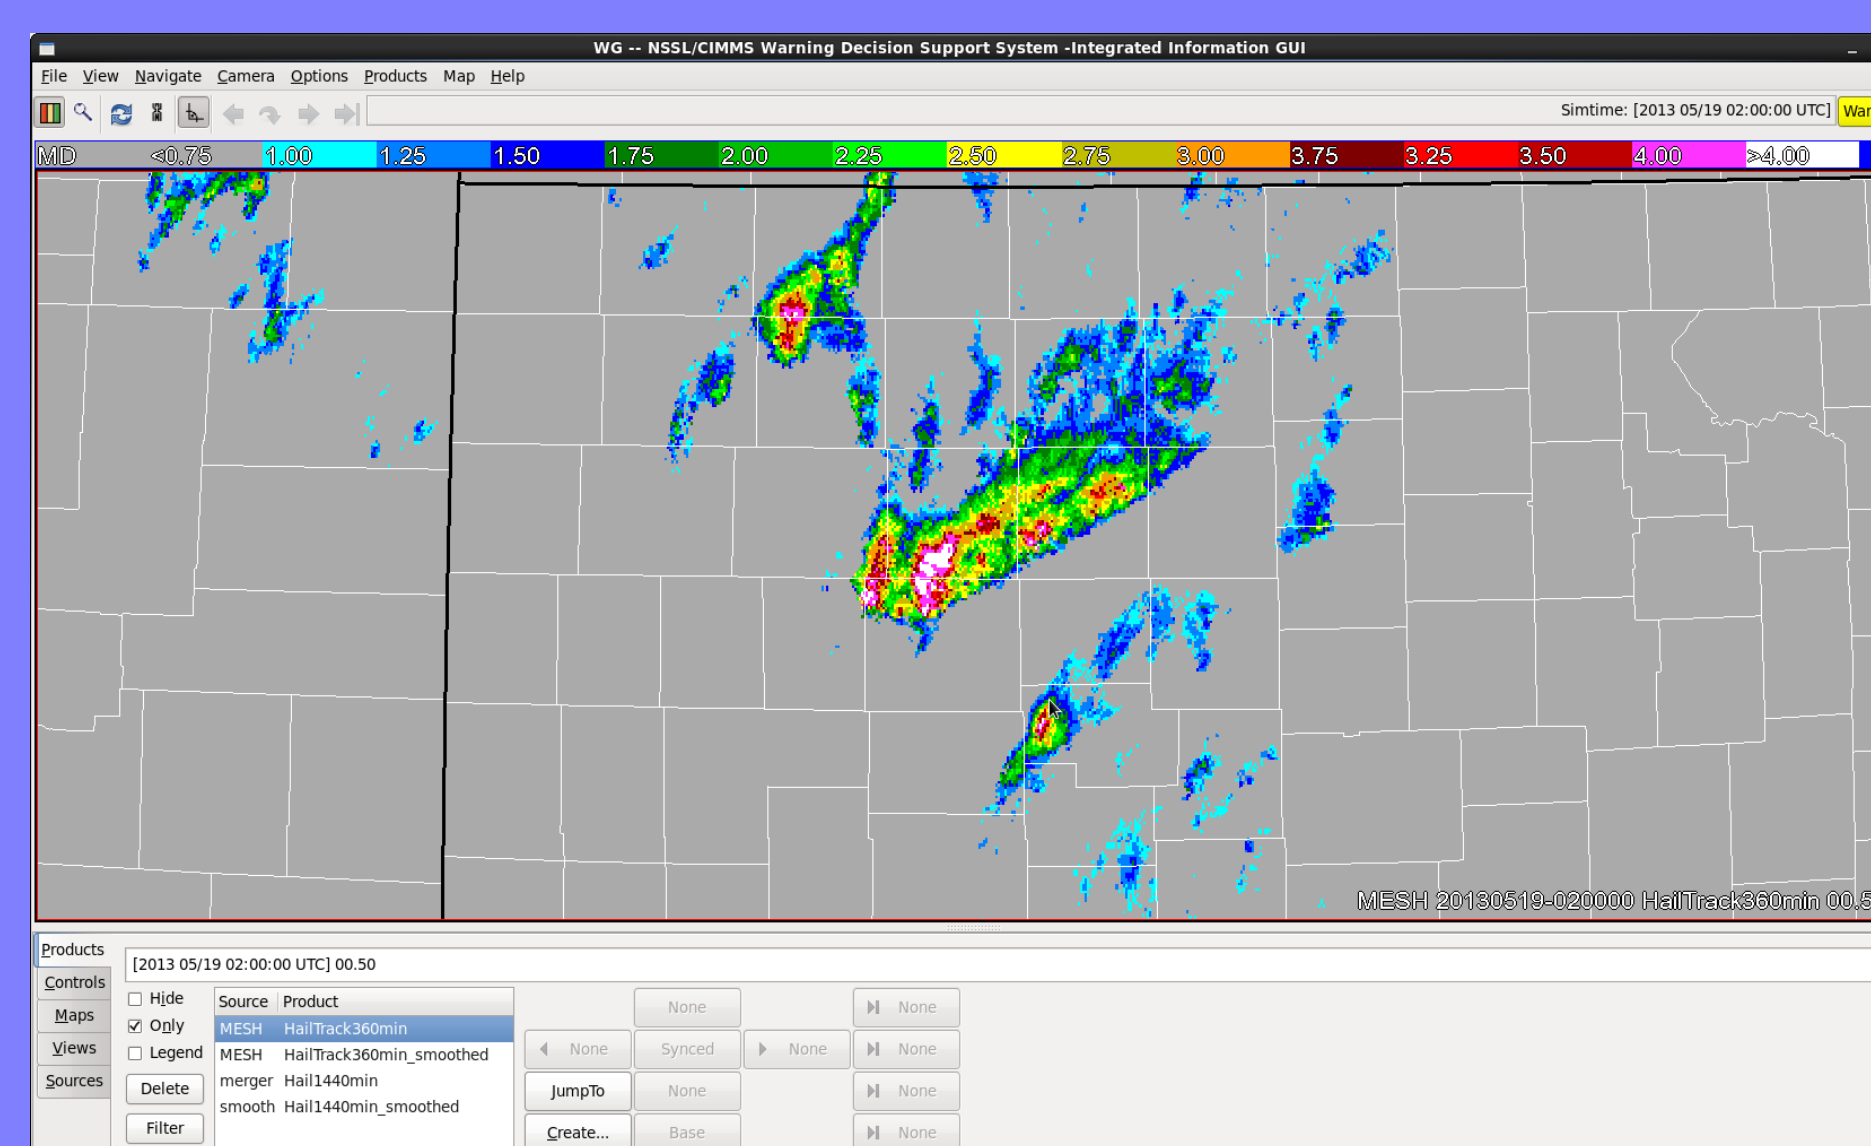 WG -- NSSL/CIMMS Warning Decision Support System -Integrated Information GUI
File View Navigate Camera Options Products Map Help
Simtime: [2013 05/19 02:00:00 UTC] War
MD <0.75 1.00 1.25 1.50 1.75 2.00 2.25 2.50 2.75 3.00 3.75 3.25 3.50 4.00 >4.00
MESH 20130519-020000 HailTrack360min 00.5
Products
Controls
Maps
Views
Sources
[2013 05/19 02:00:00 UTC] 00.50
Hide
Only
Legend
Delete
Filter
Source Product
MESH HailTrack360min
MESH HailTrack360min_smoothed
merger Hail1440min
smooth Hail1440min_smoothed
None None
None Synced None None
JumpTo None None
Create... Base None